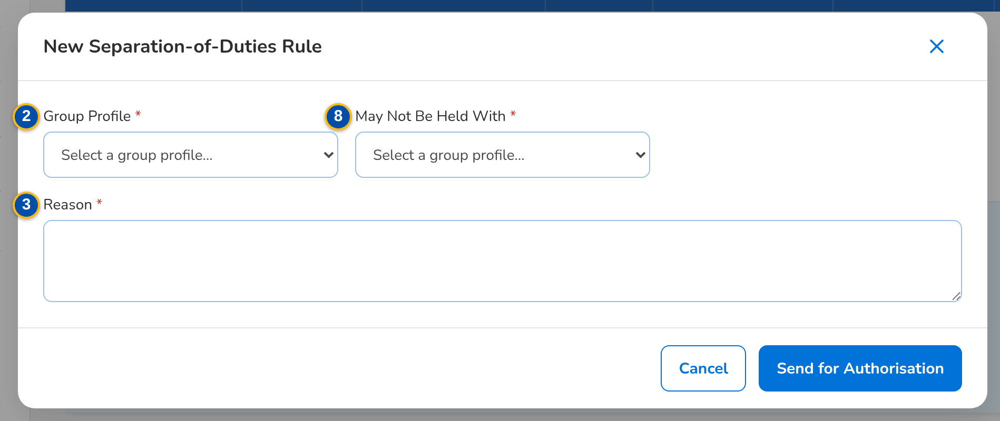 New Separation-of-Duties Rule
2 Group Profile * 8 May Not Be Held With *
Select a group profile... Select a group profile...
3 Reason *
Cancel Send for Authorisation